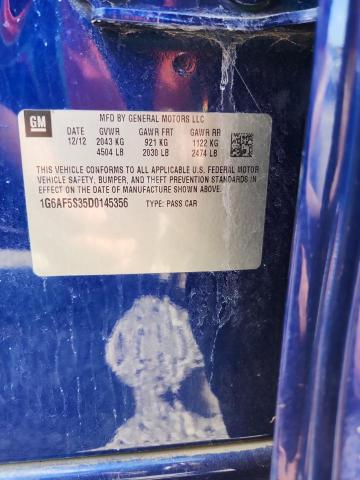 GM
MFD BY GENERAL MOTORS LLC
DATE GVWR GAWR FRT GAWR RR
12/12 2043 KG 921 KG 1122 KG
4504 LB 2030 LB 2474 LB
THIS VEHICLE CONFORMS TO ALL APPLICABLE U.S. FEDERAL MOTOR
VEHICLE SAFETY, BUMPER, AND THEFT PREVENTION STANDARDS IN
EFFECT ON THE DATE OF MANUFACTURE SHOWN ABOVE.
1G6AF5S35D0145356 TYPE: PASS CAR